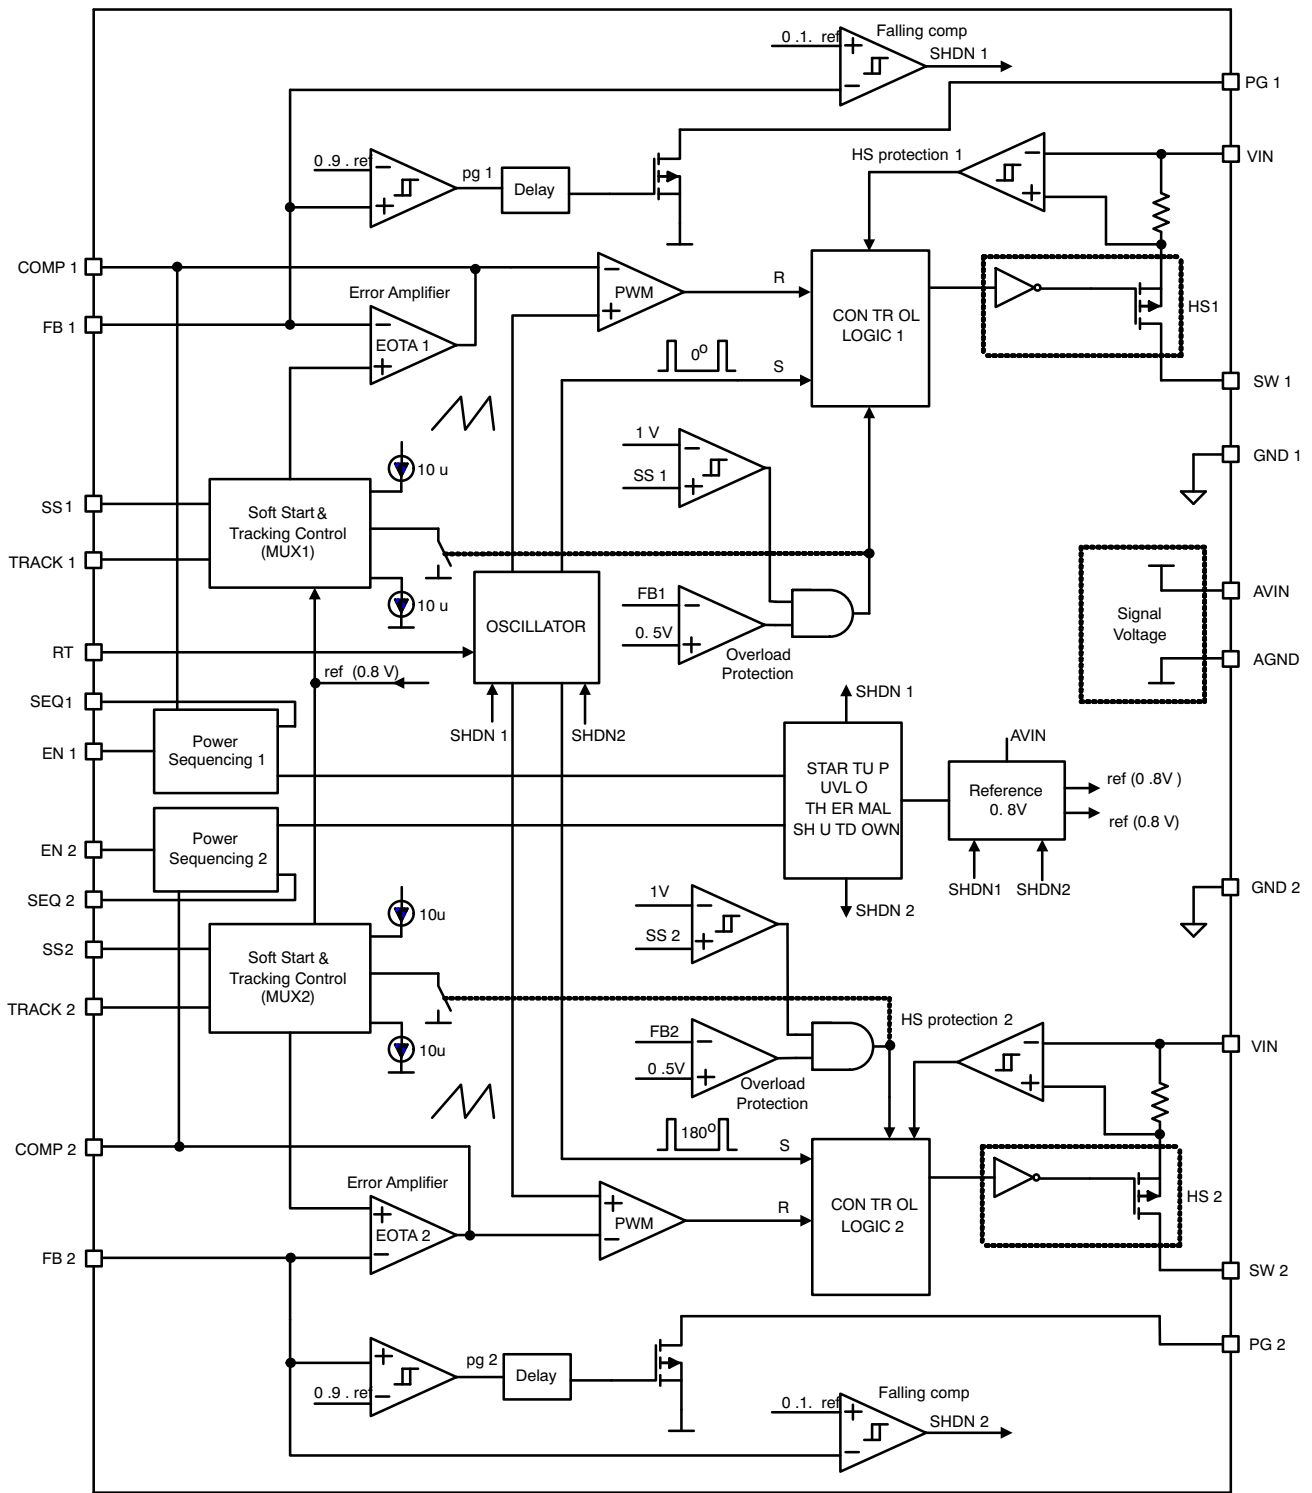 Falling comp
0 .1. ref
SHDN 1
PG 1
HS protection 1
VIN
0 .9 . ref
pg 1
Delay
COMP 1
Error Amplifier
PWM
R
CON TR OL
LOGIC 1
HS1
FB 1
EOTA 1
0º
S
SW 1
1 V
SS 1
GND 1
10 u
SS 1
Soft Start &
Tracking Control
(MUX1)
TRACK 1
10 u
OSCILLATOR
FB1
0. 5V
Overload
Protection
Signal
Voltage
AVIN
AGND
RT
ref (0.8 V)
SEQ1
SHDN 1
SHDN2
SHDN 1
EN 1
Power
Sequencing 1
STAR TU P
UVL O
TH ER MAL
SH U TD OWN
AVIN
Reference
0. 8V
ref (0 .8V )
ref (0.8 V)
EN 2
Power
Sequencing 2
SEQ 2
SHDN1
SHDN2
SHDN 2
GND 2
1V
SS 2
10u
SS2
Soft Start &
Tracking Control
(MUX2)
TRACK 2
10u
FB2
0 .5V
Overload
Protection
HS protection 2
VIN
COMP 2
180º
S
CON TR OL
LOGIC 2
HS 2
Error Amplifier
EOTA 2
PWM
R
FB 2
SW 2
pg 2
Delay
0 .9 . ref
PG 2
Falling comp
0 .1. ref
SHDN 2